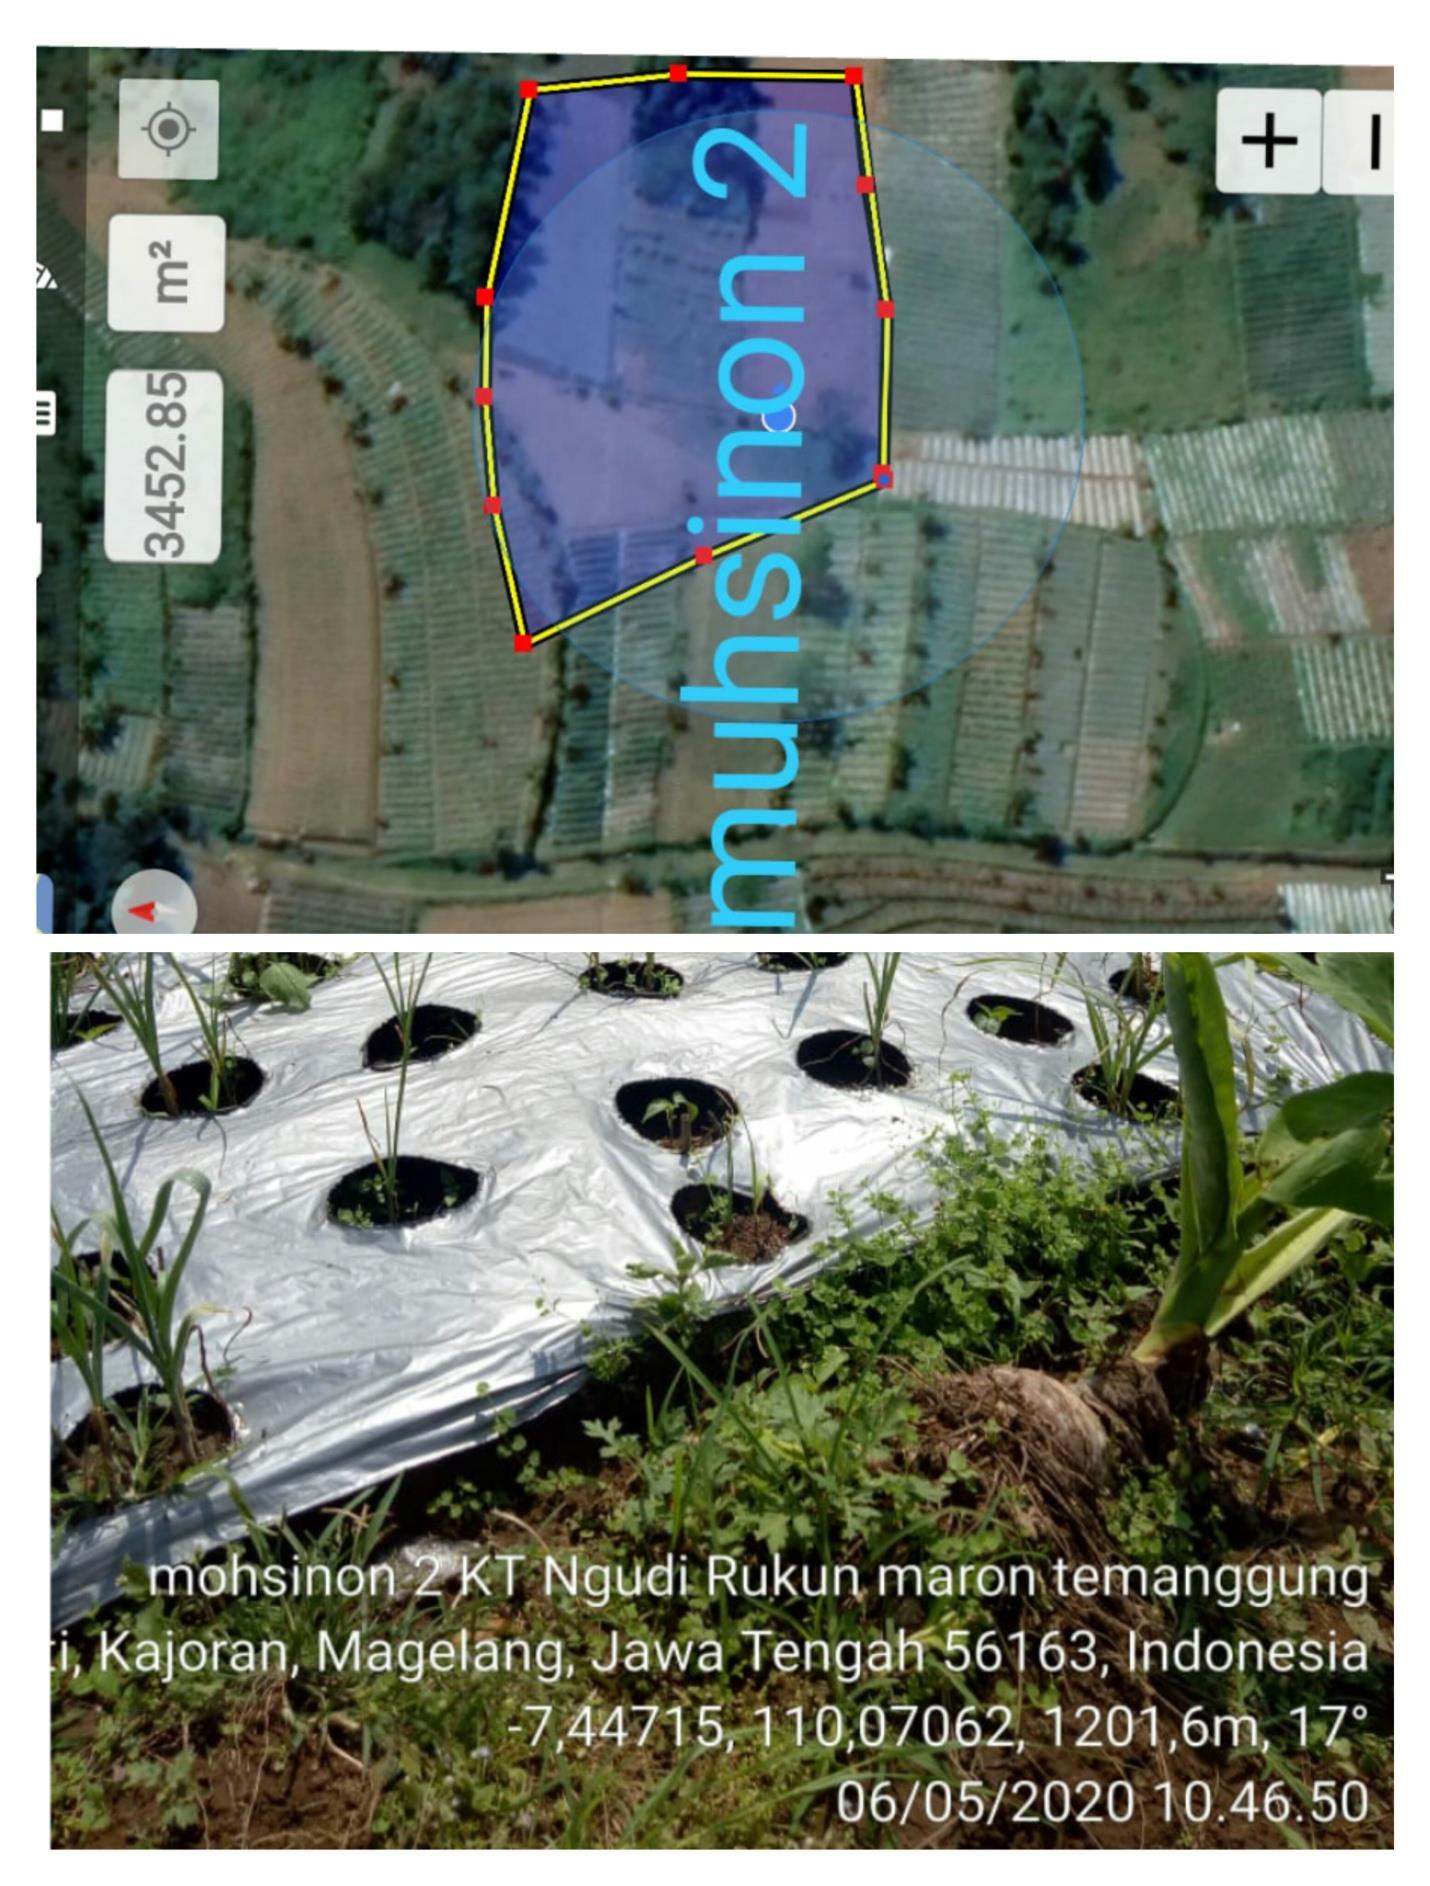 m²
3452.85
+
−
muhsinon 2
mohsinon 2 KT Ngudi Rukun maron temanggung
ti, Kajoran, Magelang, Jawa Tengah 56163, Indonesia
-7,44715, 110,07062, 1201,6m, 17°
06/05/2020 10.46.50